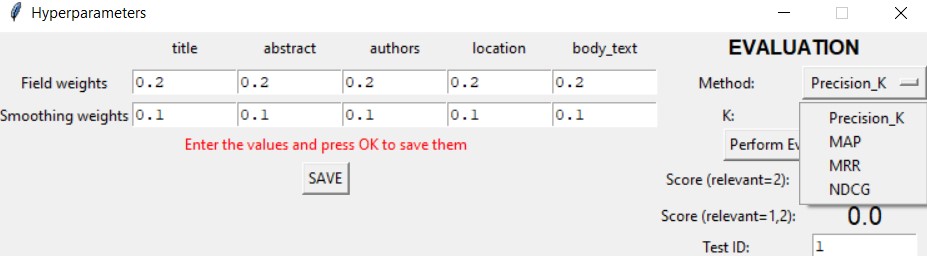 Hyperparameters
title abstract authors location body_text EVALUATION
Field weights 0.2 0.2 0.2 0.2 0.2 Method: Precision_K
Smoothing weights 0.1 0.1 0.1 0.1 0.1 K: Precision_K
Enter the values and press OK to save them Perform Ev MAP
MRR
SAVE Score (relevant=2): NDCG
Score (relevant=1,2): 0.0
Test ID: 1